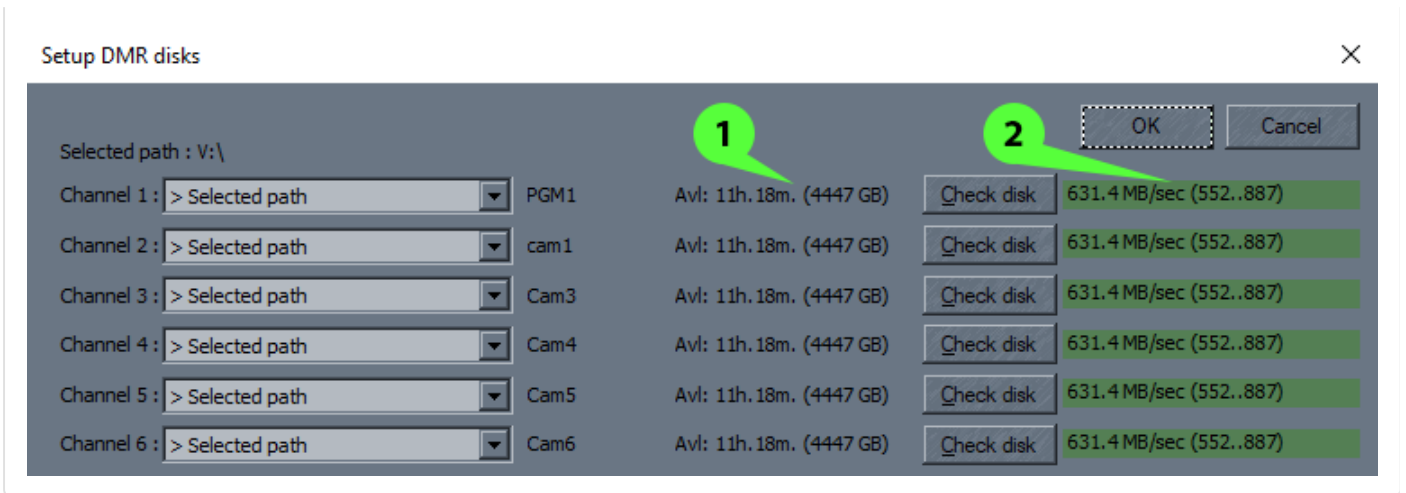 Setup DMR disks
1
2
OK Cancel
Selected path : V:\
Channel 1 : > Selected path PGM1 Avl: 11h.18m. (4447 GB) Check disk 631.4 MB/sec (552..887)
Channel 2 : > Selected path cam1 Avl: 11h.18m. (4447 GB) Check disk 631.4 MB/sec (552..887)
Channel 3 : > Selected path Cam3 Avl: 11h.18m. (4447 GB) Check disk 631.4 MB/sec (552..887)
Channel 4 : > Selected path Cam4 Avl: 11h.18m. (4447 GB) Check disk 631.4 MB/sec (552..887)
Channel 5 : > Selected path Cam5 Avl: 11h.18m. (4447 GB) Check disk 631.4 MB/sec (552..887)
Channel 6 : > Selected path Cam6 Avl: 11h.18m. (4447 GB) Check disk 631.4 MB/sec (552..887)